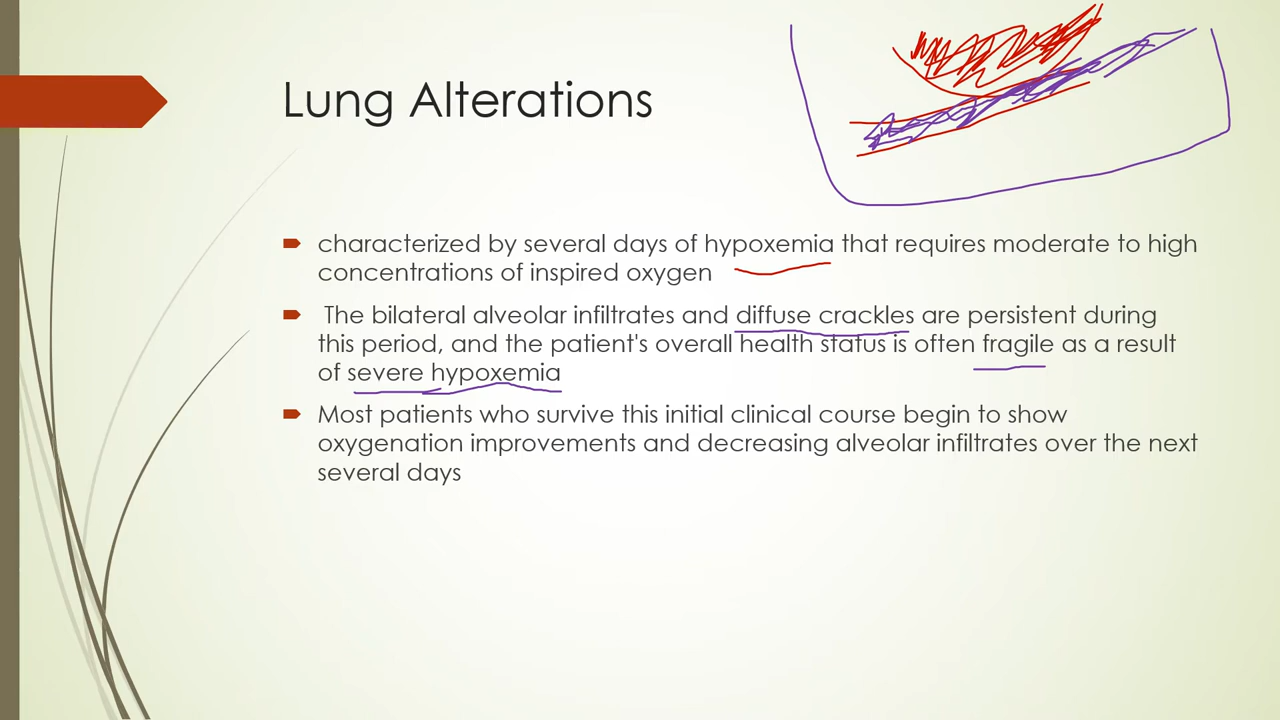 Lung Alterations
characterized by several days of hypoxemia that requires moderate to high
concentrations of inspired oxygen
The bilateral alveolar infiltrates and diffuse crackles are persistent during
this period, and the patient's overall health status is often fragile as a result
of severe hypoxemia
Most patients who survive this initial clinical course begin to show
oxygenation improvements and decreasing alveolar infiltrates over the next
several days